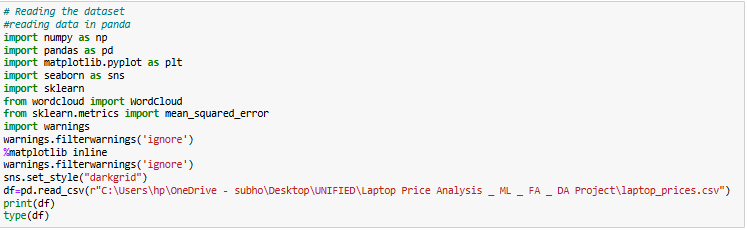 # Reading the dataset
#reading data in panda
import numpy as np
import pandas as pd
import matplotlib.pyplot as plt
import seaborn as sns
import sklearn
from wordcloud import WordCloud
from sklearn.metrics import mean_squared_error
import warnings
warnings.filterwarnings('ignore')
%matplotlib inline
warnings.filterwarnings('ignore')
sns.set_style("darkgrid")
df=pd.read_csv(r"C:\Users\hp\OneDrive - subho\Desktop\UNIFIED\Laptop Price Analysis _ ML _ FA _ DA Project\laptop_prices.csv")
print(df)
type(df)